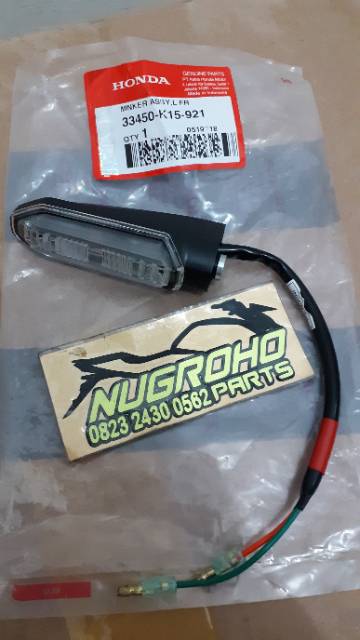 HONDA
GENUINE PARTS
WINKER ASSY,L FR
33450-K15-921
QTY 1
NUGROHO
PARTS
0823 2430 0562